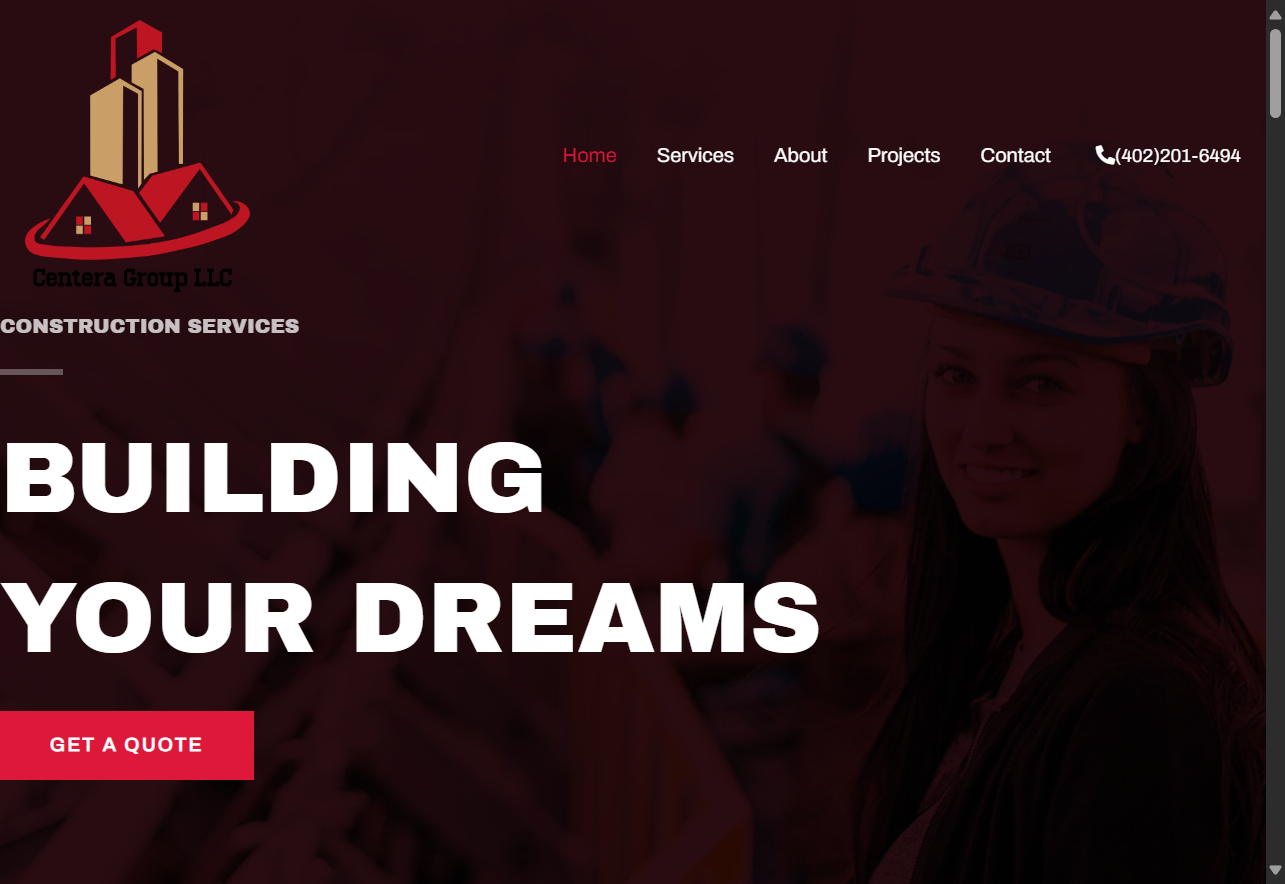 Home Services About Projects Contact (402)201-6494
Centera Group LLC
CONSTRUCTION SERVICES
BUILDING
YOUR DREAMS
GET A QUOTE